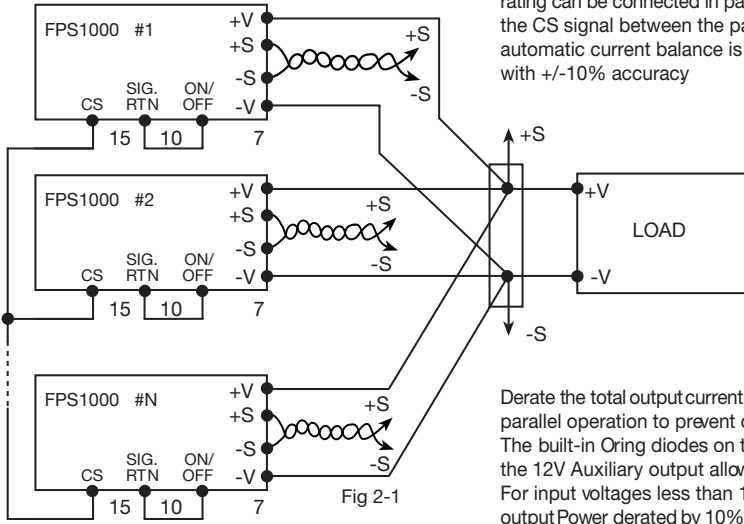 rating can be connected in pa
the CS signal between the pa
automatic current balance is
with +/-10% accuracy
FPS1000 #1
+V
+S
-S
-V
CS
SIG.
RTN
ON/
OFF
15 10 7
+S
-S
FPS1000 #2
+V
+S
-S
-V
CS
SIG.
RTN
ON/
OFF
15 10 7
+S
-S
FPS1000 #N
+V
+S
-S
-V
CS
SIG.
RTN
ON/
OFF
15 10 7
+S
-S
+S
-S
+V
LOAD
-V
Fig 2-1
Derate the total output current
parallel operation to prevent o
The built-in Oring diodes on t
the 12V Auxiliary output allow
For input voltages less than 1
output Power derated by 10%